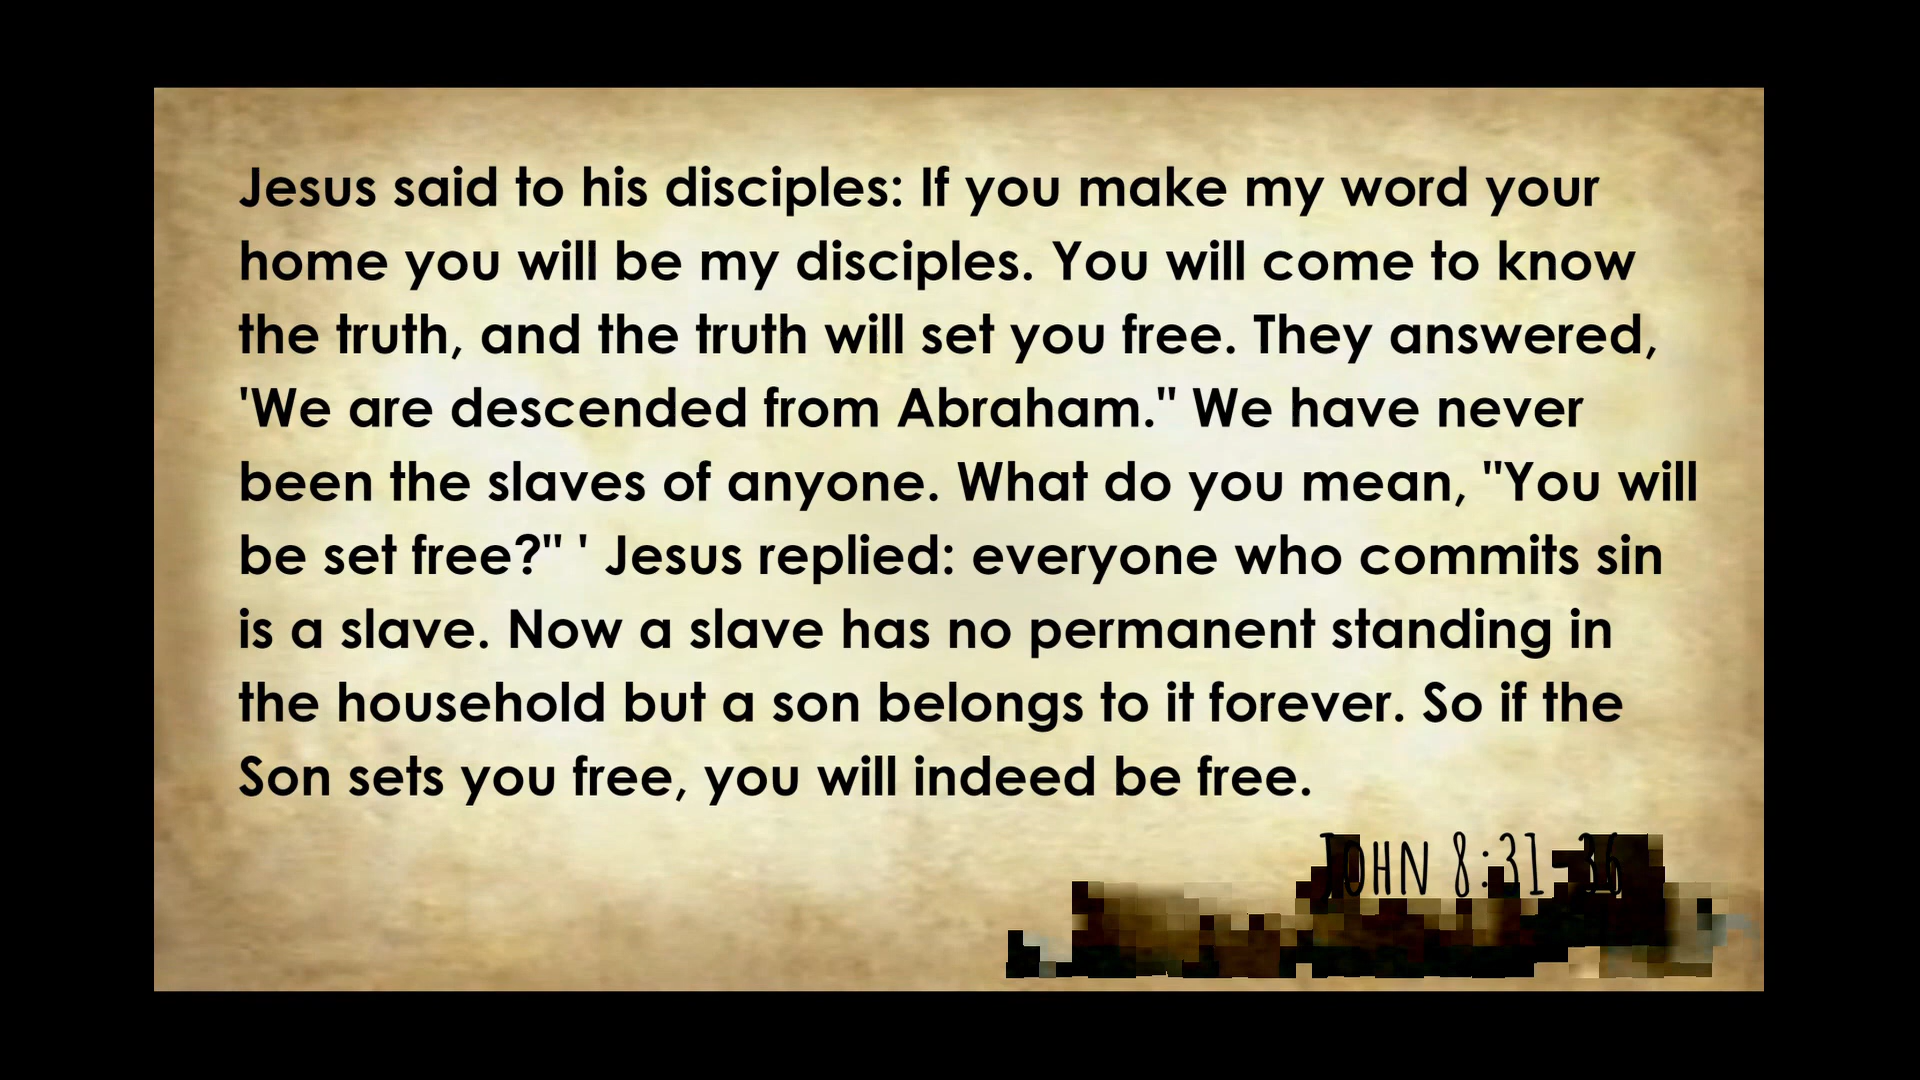 Jesus said to his disciples: If you make my word your
home you will be my disciples. You will come to know
the truth, and the truth will set you free. They answered,
'We are descended from Abraham." We have never
been the slaves of anyone. What do you mean, "You will
be set free?" ' Jesus replied: everyone who commits sin
is a slave. Now a slave has no permanent standing in
the household but a son belongs to it forever. So if the
Son sets you free, you will indeed be free.
John 8:31-36